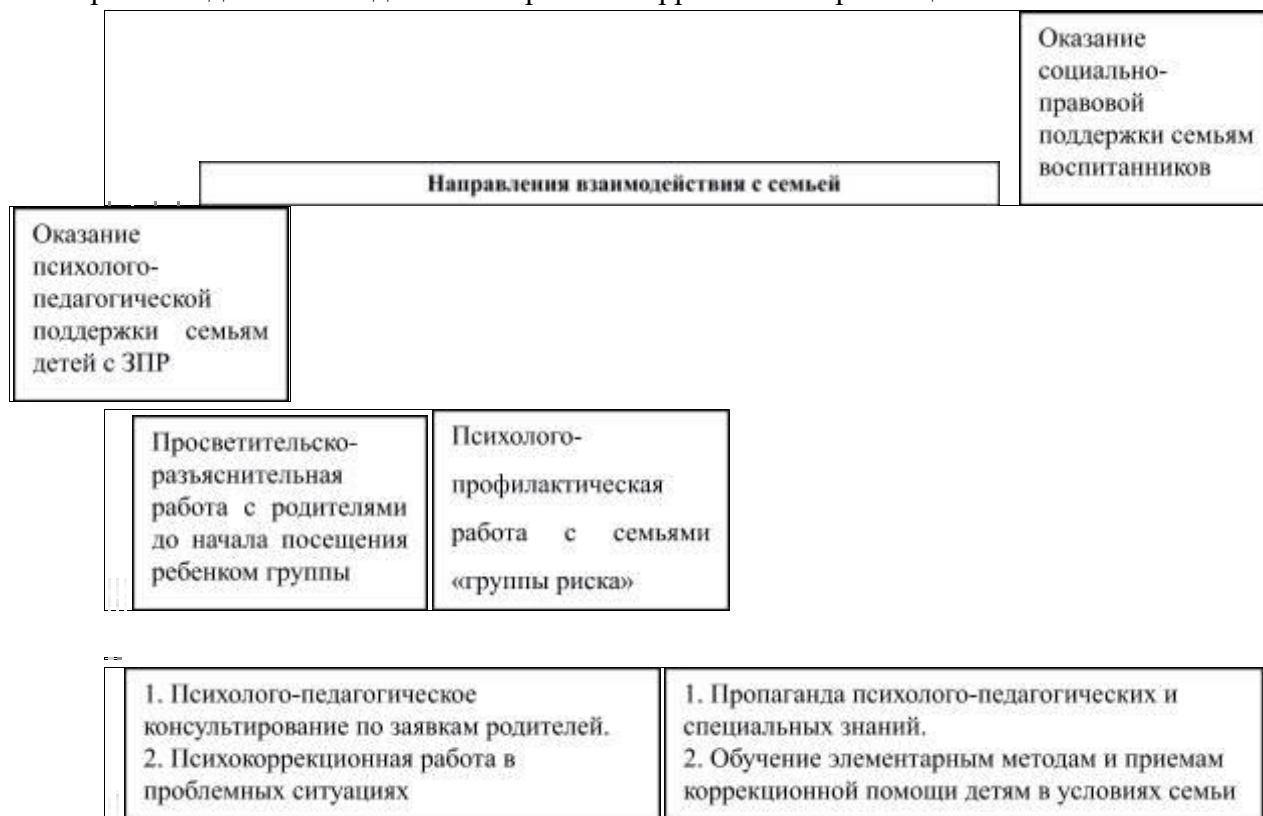 Оказание
социально-
правовой
поддержки семьям
воспитанников
Направления взаимодействия с семьей
Оказание
психолого-
педагогической
поддержки семьям
детей с ЗПР
Просветительско-
разъяснительная
работа с родителями
до начала посещения
ребенком группы
Психолого-
профилактическая
работа с семьями
«группы риска»
1. Психолого-педагогическое
консультирование по заявкам родителей.
2. Психокоррекционная работа в
проблемных ситуациях
1. Пропаганда психолого-педагогических и
специальных знаний.
2. Обучение элементарным методам и приемам
коррекционной помощи детям в условиях семьи